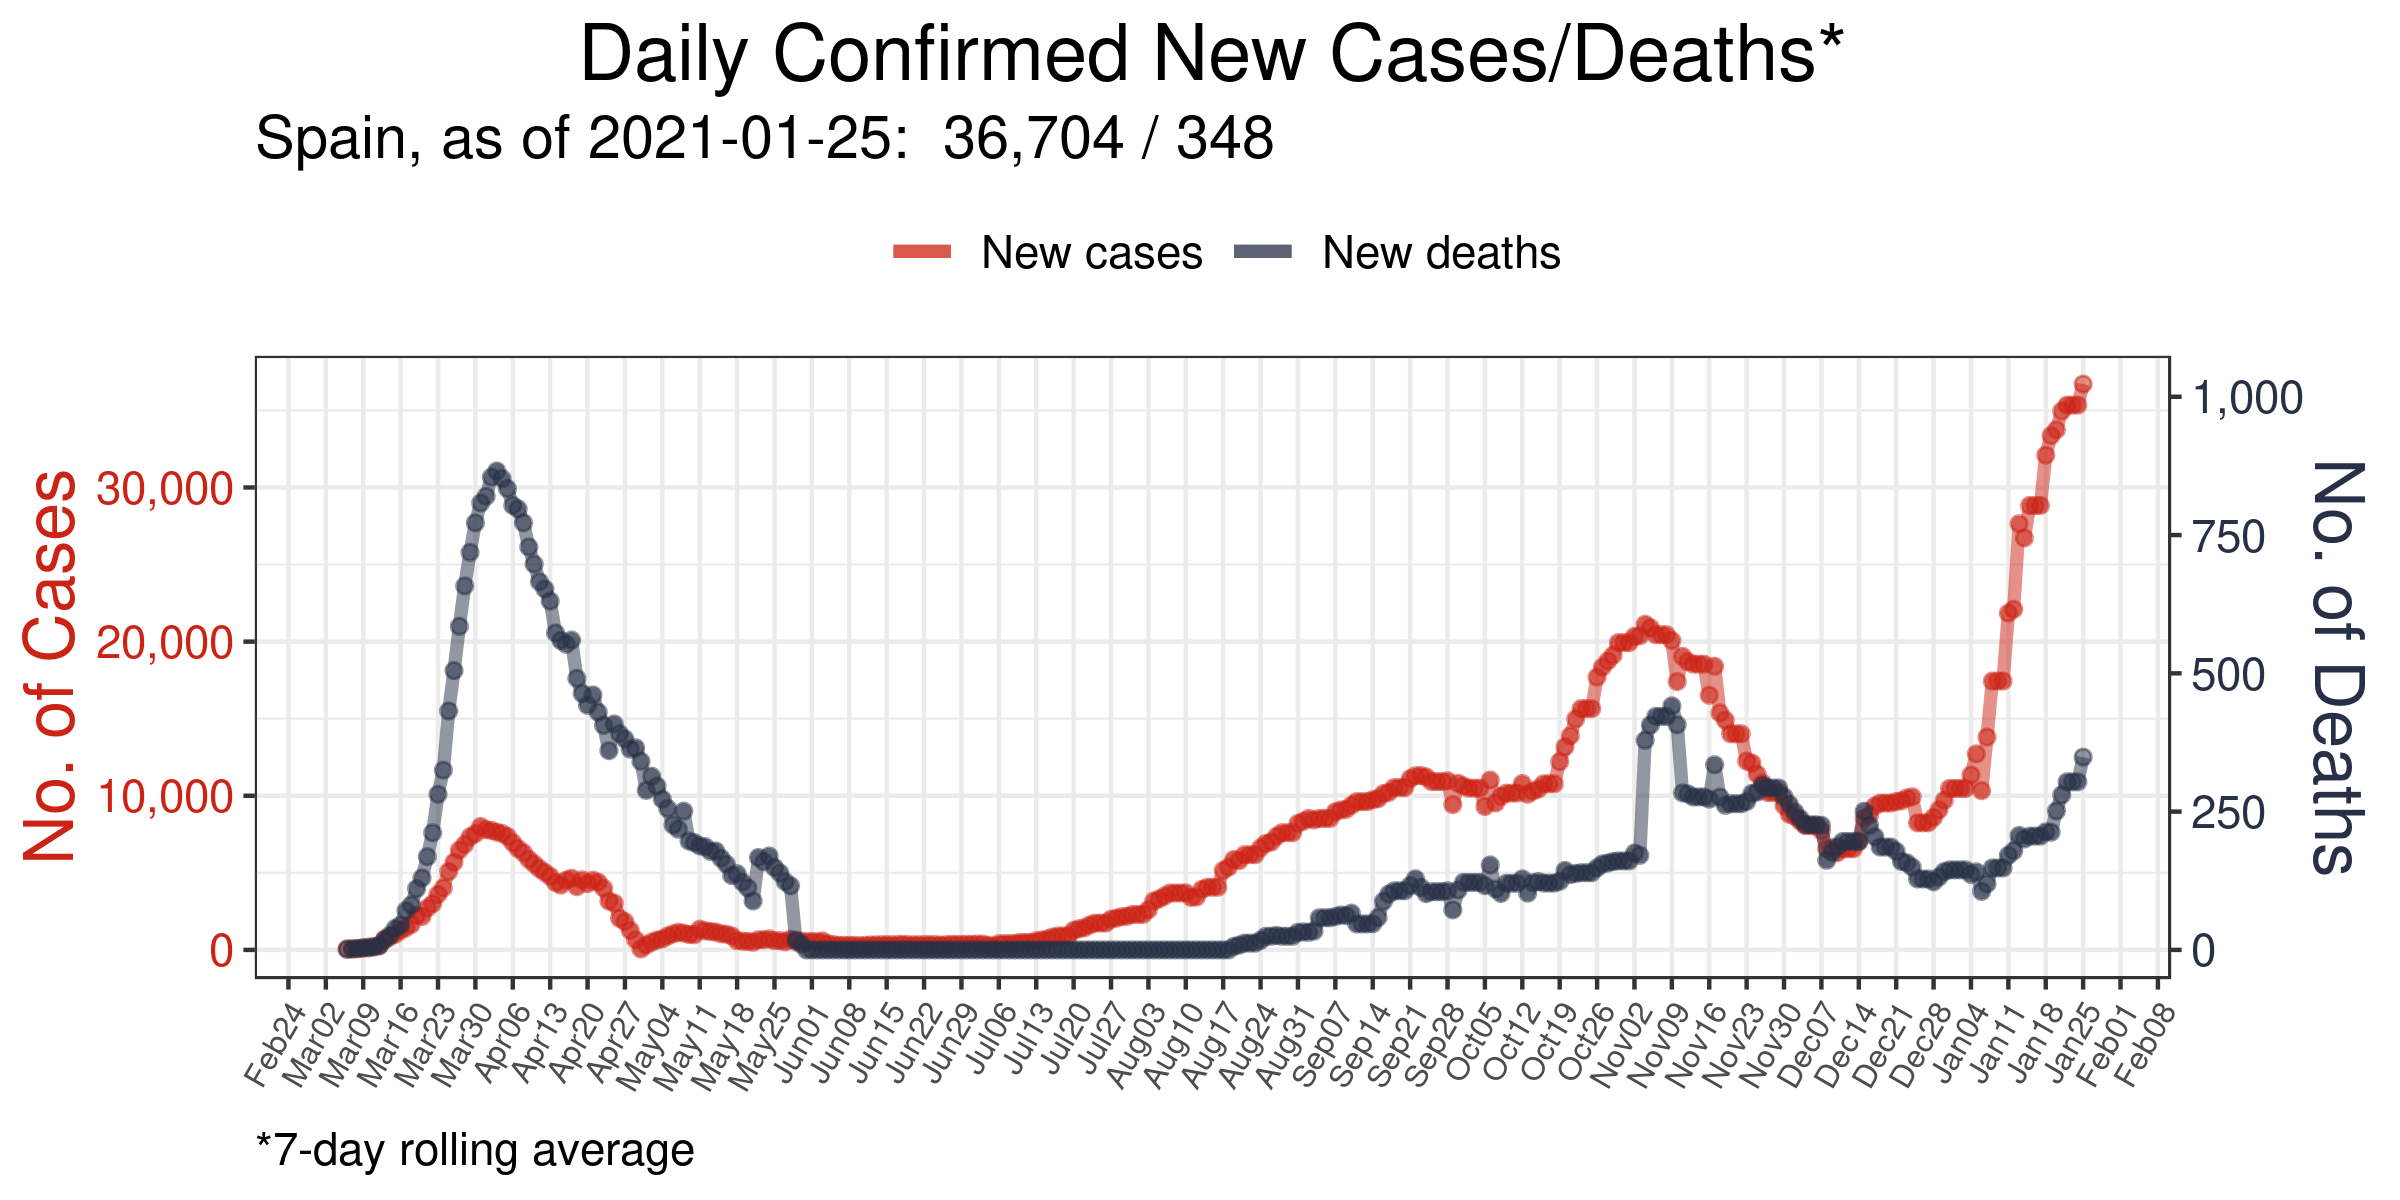 Daily Confirmed New Cases/Deaths*
Spain, as of 2021-01-25:  36,704 / 348
New cases New deaths
No. of Cases
30,000
20,000
10,000
0
1,000
750
500
250
0
No. of Deaths
Feb24 Mar02 Mar09 Mar16 Mar23 Mar30 Apr06 Apr13 Apr20 Apr27 May04 May11 May18 May25 Jun01 Jun08 Jun15 Jun22 Jun29 Jul06 Jul13 Jul20 Jul27 Aug03 Aug10 Aug17 Aug24 Aug31 Sep07 Sep14 Sep21 Sep28 Oct05 Oct12 Oct19 Oct26 Nov02 Nov09 Nov16 Nov23 Nov30 Dec07 Dec14 Dec21 Dec28 Jan04 Jan11 Jan18 Jan25 Feb01 Feb08
*7-day rolling average